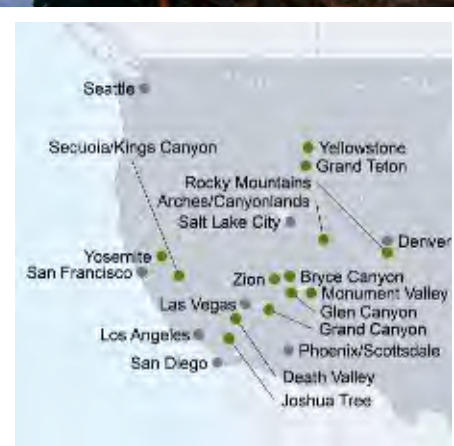 Seattle
Sequoia/Kings Canyon
Yellowstone
Grand Teton
Rocky Mountains
Arches/Canyonlands
Salt Lake City
Denver
Yosemite
San Francisco
Zion
Bryce Canyon
Monument Valley
Las Vegas
Glen Canyon
Grand Canyon
Los Angeles
Phoenix/Scottsdale
San Diego
Death Valley
Joshua Tree